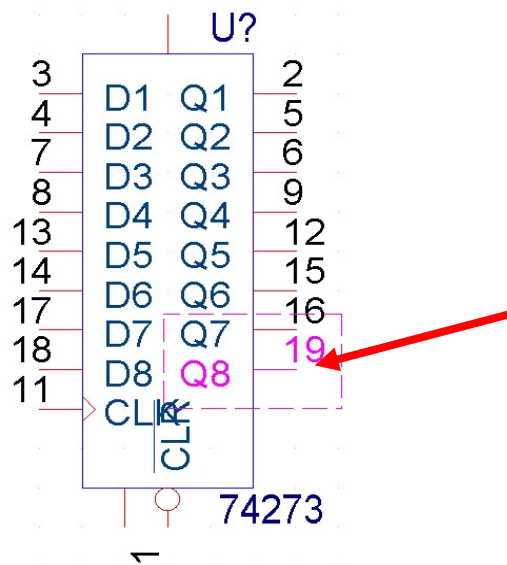 U?
3 D1 Q1 2
4 D2 Q2 5
7 D3 Q3 6
8 D4 Q4 9
13 D5 Q5 12
14 D6 Q6 15
17 D7 Q7 16
18 D8 Q8 19
11 CLK
CLR
74273
1